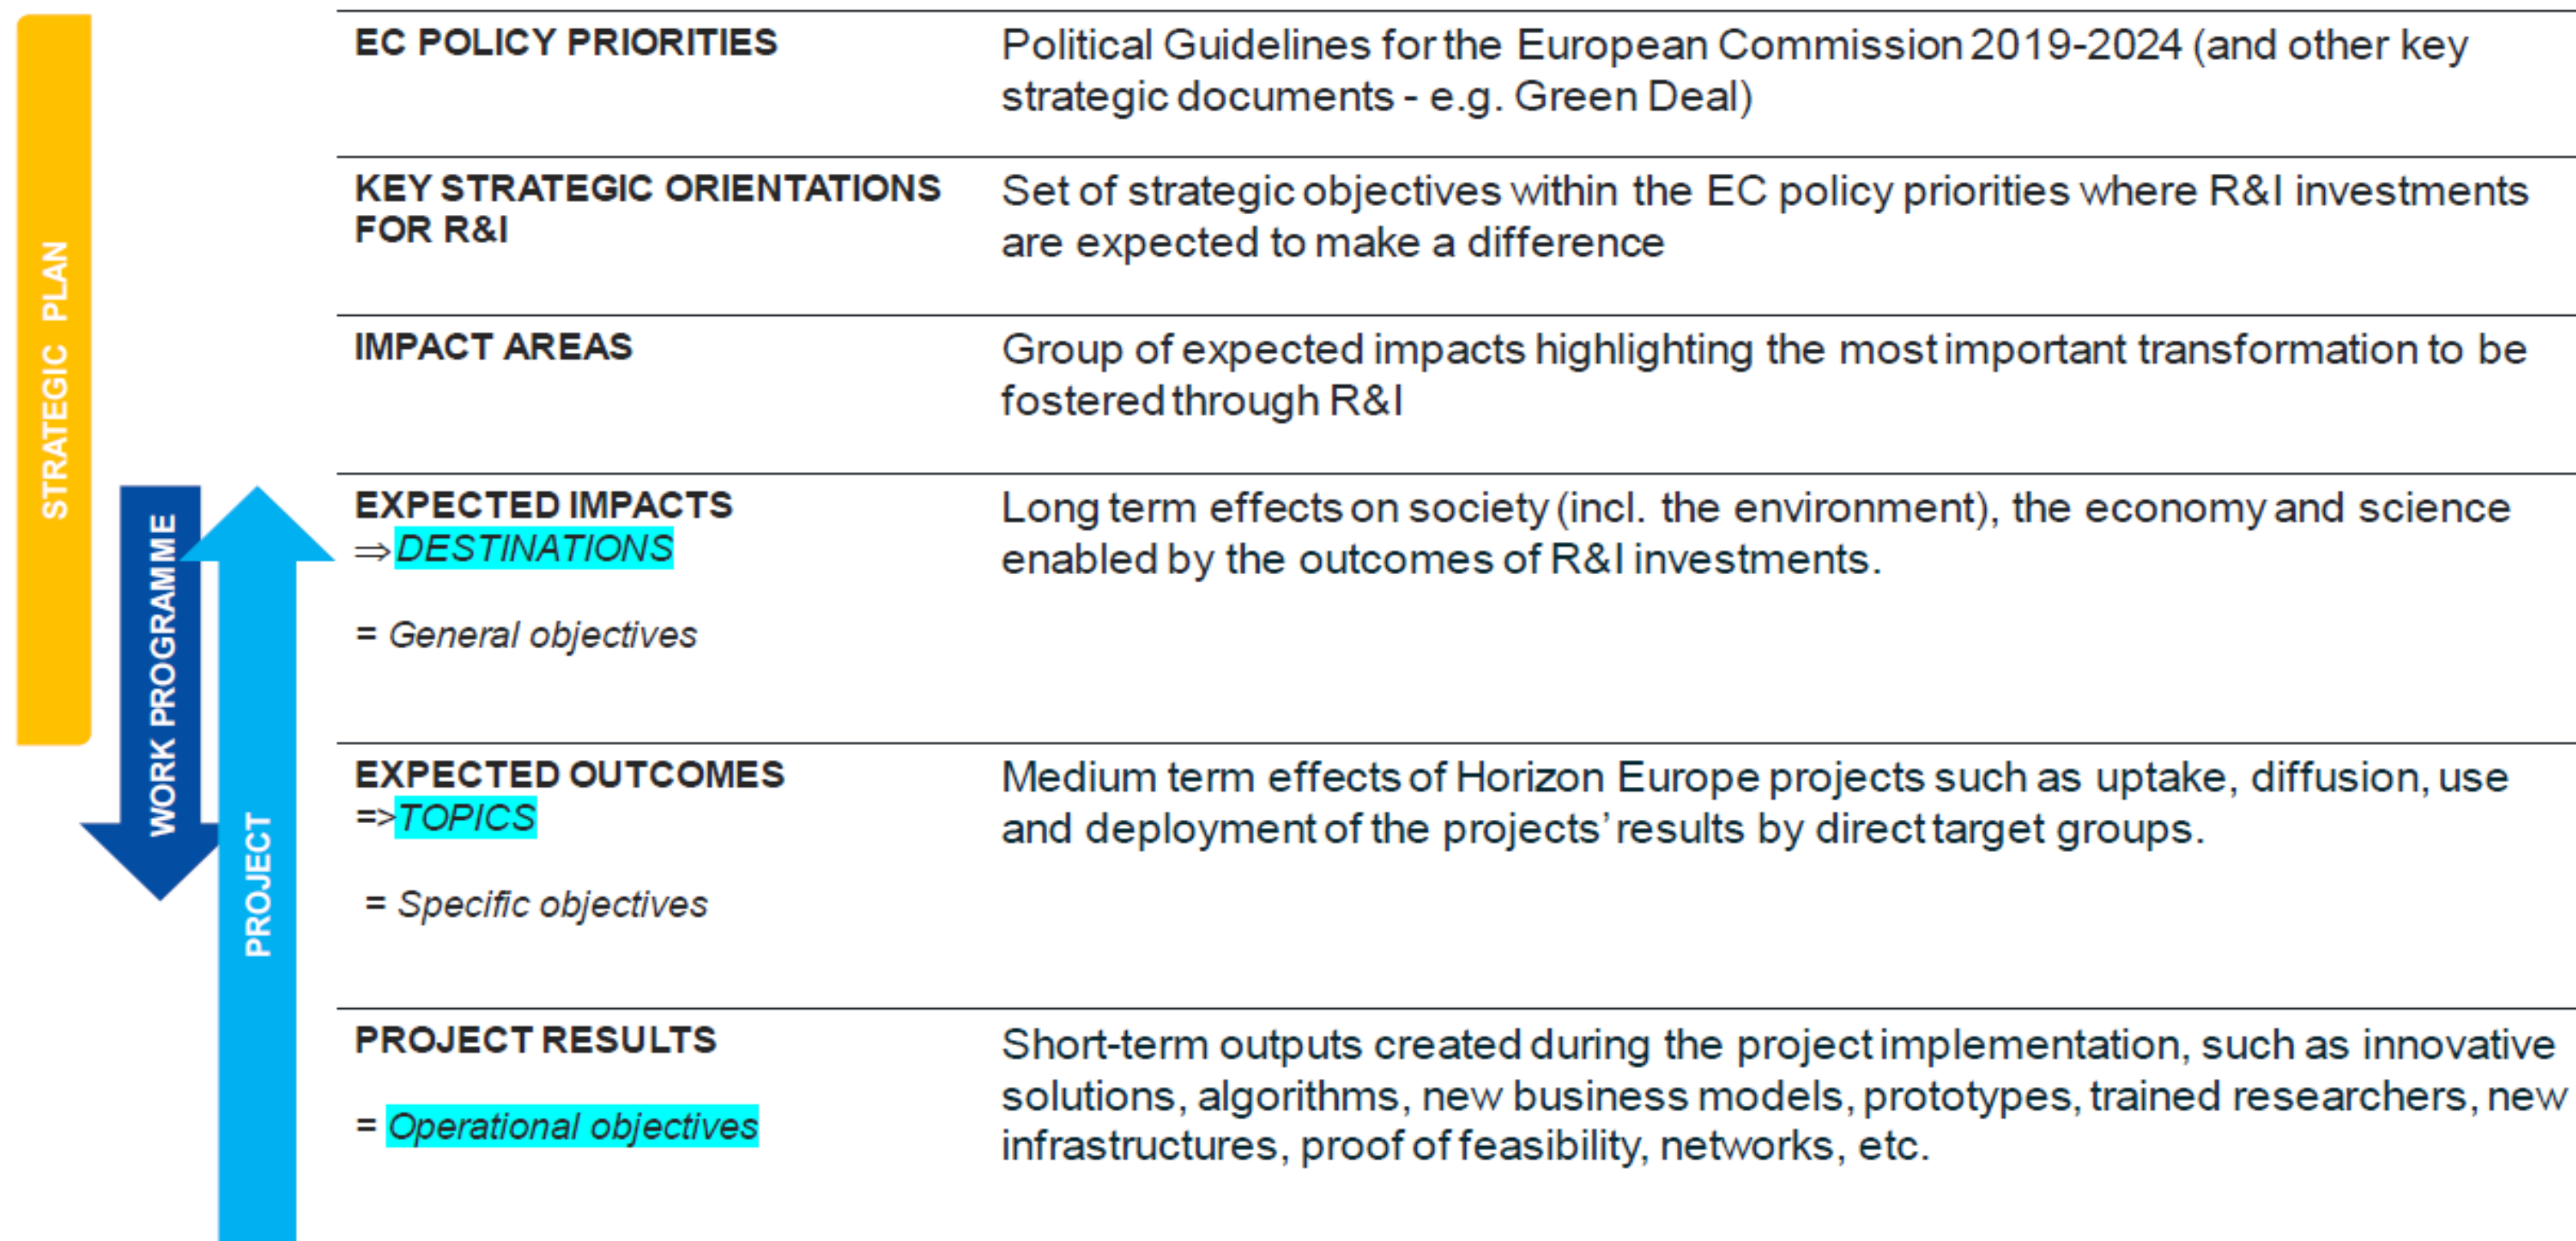 STRATEGIC PLAN
WORK PROGRAMME
PROJECT
EC POLICY PRIORITIES
Political Guidelines for the European Commission 2019-2024 (and other key
strategic documents - e.g. Green Deal)
KEY STRATEGIC ORIENTATIONS
FOR R&I
Set of strategic objectives within the EC policy priorities where R&I investments
are expected to make a difference
IMPACT AREAS
Group of expected impacts highlighting the most important transformation to be
fostered through R&I
EXPECTED IMPACTS
⇒DESTINATIONS
= General objectives
Long term effects on society (incl. the environment), the economy and science
enabled by the outcomes of R&I investments.
EXPECTED OUTCOMES
=>TOPICS
= Specific objectives
Medium term effects of Horizon Europe projects such as uptake, diffusion, use
and deployment of the projects' results by direct target groups.
PROJECT RESULTS
= Operational objectives
Short-term outputs created during the project implementation, such as innovative
solutions, algorithms, new business models, prototypes, trained researchers, new
infrastructures, proof of feasibility, networks, etc.